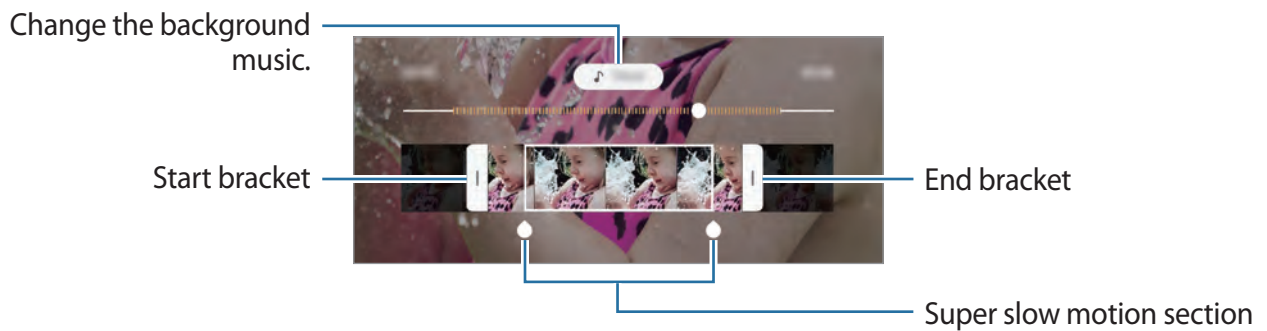 Change the background
music.
Start bracket
End bracket
Super slow motion section